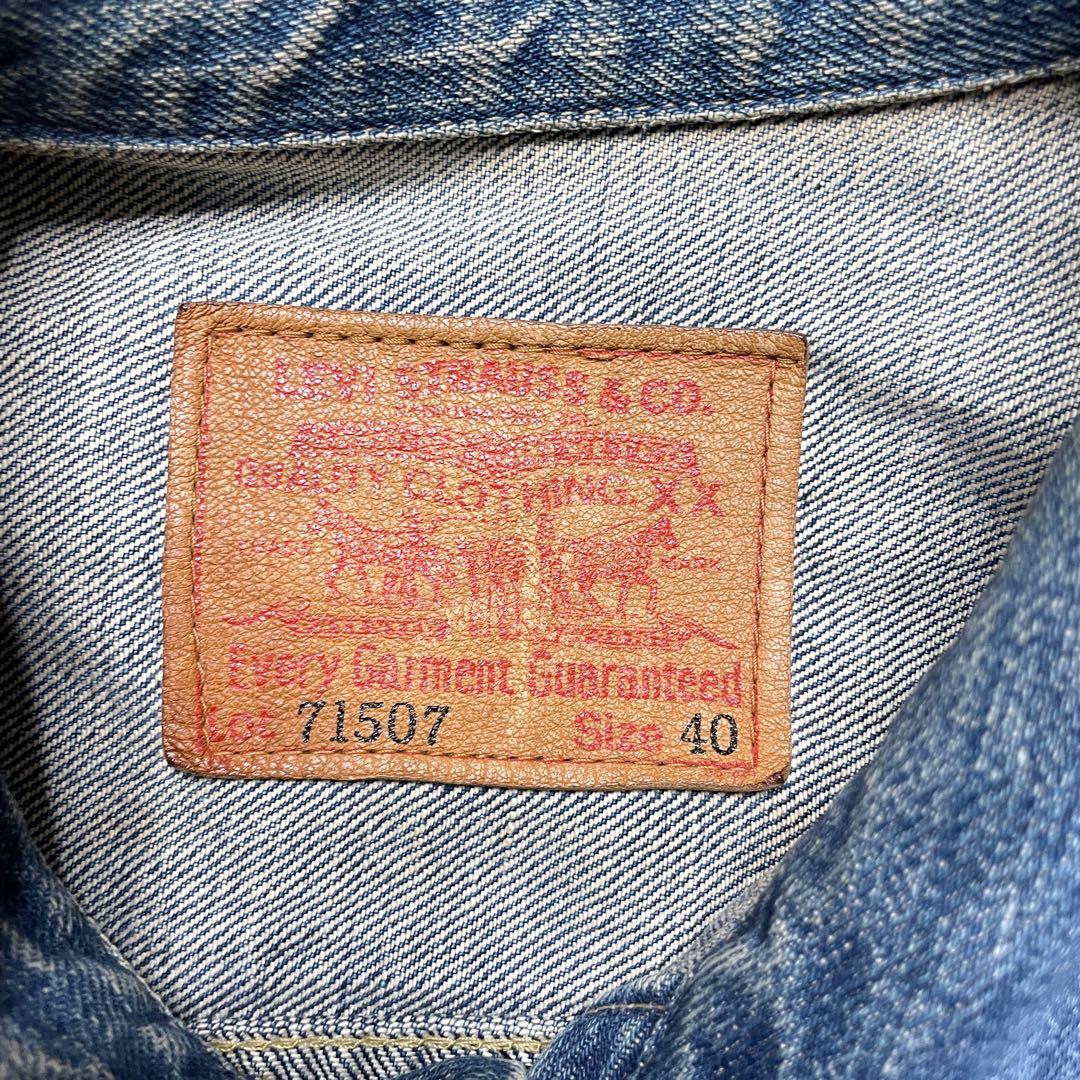 LEVI STRAUSS & CO.
QUALITY CLOTHING XX
Every Garment Guaranteed
Lot 71507 Size 40